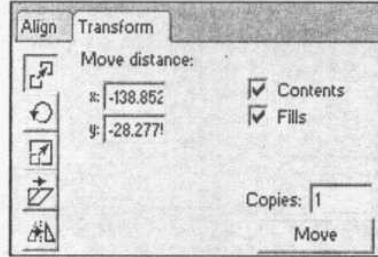 Align Transform
Move distance:
x: -138.852
y: -28.277
Contents
Fills
Copies: 1
Move